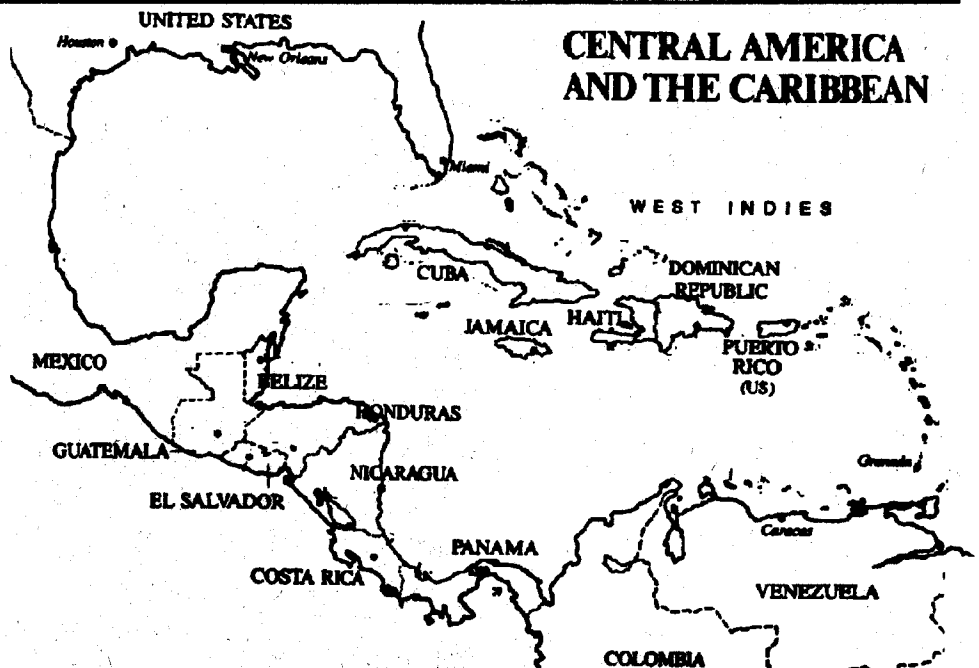 UNITED STATES
Houston
New Orleans
CENTRAL AMERICA
AND THE CARIBBEAN
Miami
WEST INDIES
CUBA
DOMINICAN
REPUBLIC
HAITI
JAMAICA
PUERTO
RICO
(US)
MEXICO
BELIZE
HONDURAS
GUATEMALA
NICARAGUA
Grenada
EL SALVADOR
Caracas
PANAMA
COSTA RICA
VENEZUELA
COLOMBIA